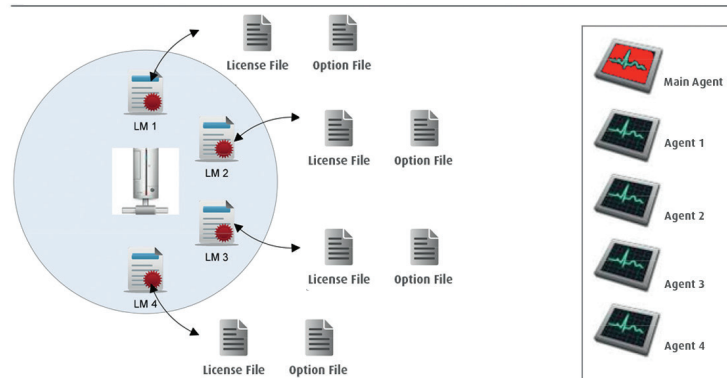 License File
Option File
LM 1
License File
Option File
LM 2
License File
Option File
LM 3
License File
Option File
LM 4
Main Agent
Agent 1
Agent 2
Agent 3
Agent 4